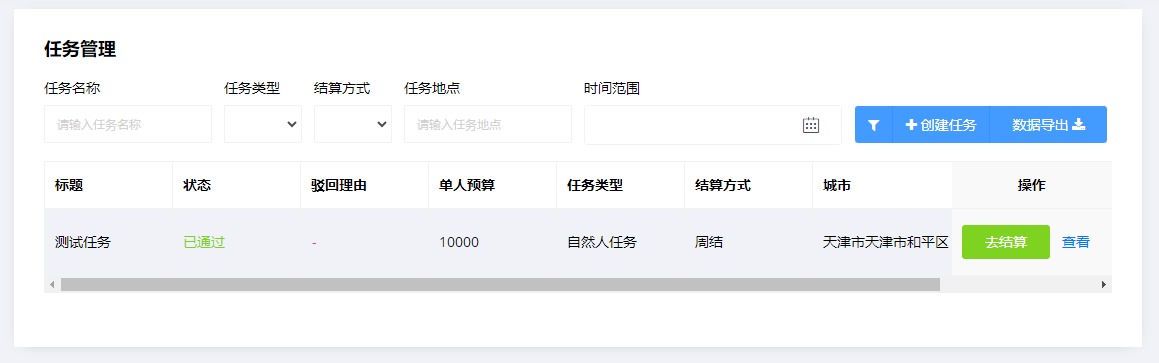 任务管理
任务名称 任务类型 结算方式 任务地点 时间范围
请输入任务名称 请输入任务地点 创建任务 数据导出
标题 状态 驳回理由 单人预算 任务类型 结算方式 城市 操作
测试任务 已通过 - 10000 自然人任务 周结 天津市天津市和平区 去结算 查看